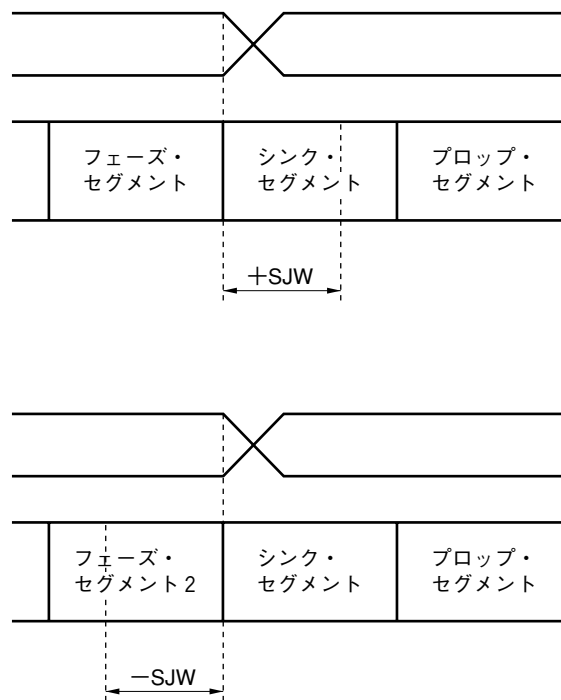 フェーズ・
セグメント
シンク・
セグメント
プロップ・
セグメント
＋SJW
フェーズ・
セグメント2
シンク・
セグメント
プロップ・
セグメント
－SJW